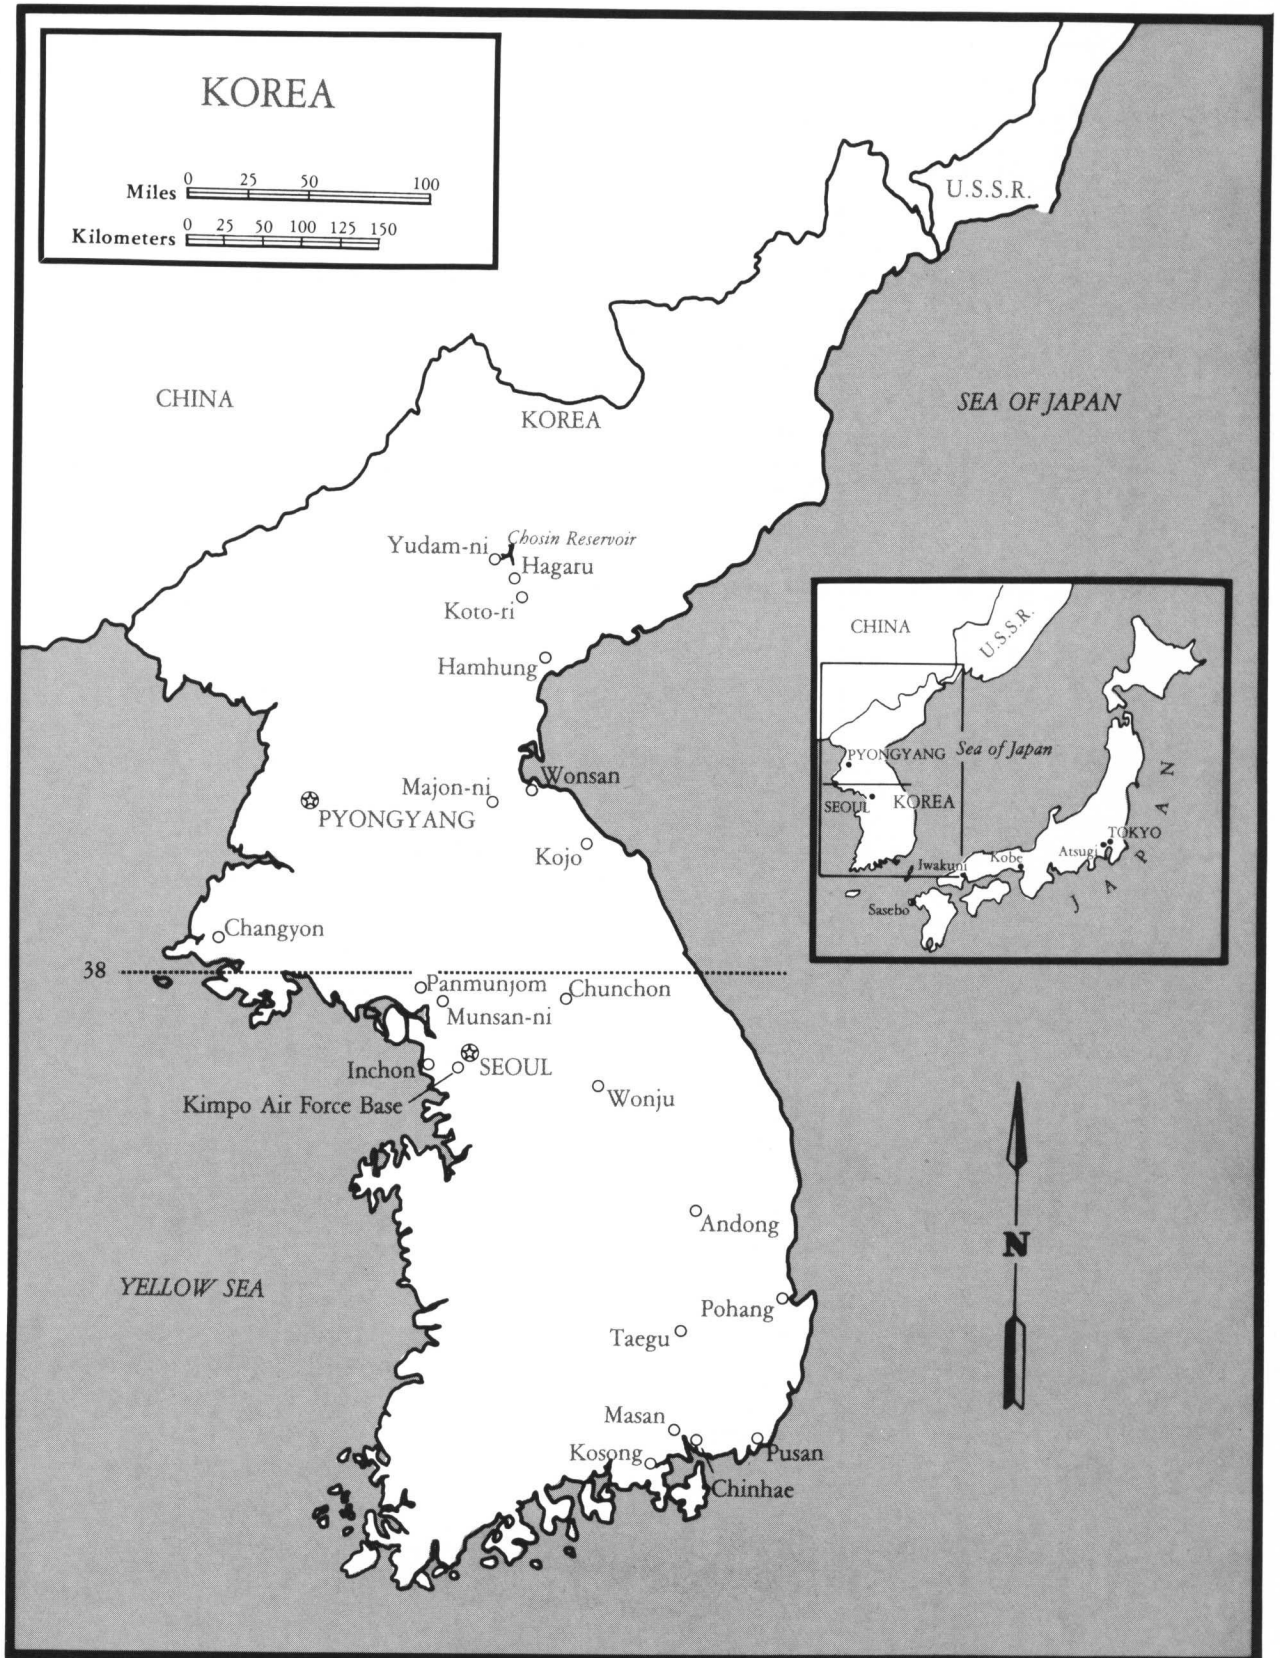 KOREA
0 25 50 100
Miles
0 25 50 100 125 150
Kilometers
U.S.S.R.
CHINA
KOREA
SEA OF JAPAN
Chosin Reservoir
Yudam-ni
Hagaru
Koto-ri
Hamhung
Wonsan
Majon-ni
PYONGYANG
Kojo
Changyon
38
Panmunjom
Chunchon
Munsan-ni
Inchon
SEOUL
Kimpo Air Force Base
Wonju
Andong
YELLOW SEA
Pohang
Taegu
Masan
Kosong
Pusan
Chinhae
N
CHINA
U.S.S.R.
PYONGYANG
Sea of Japan
SEOUL
KOREA
TOKYO
Atsugi
Kobe
Iwakuni
Sasebo
JAPAN